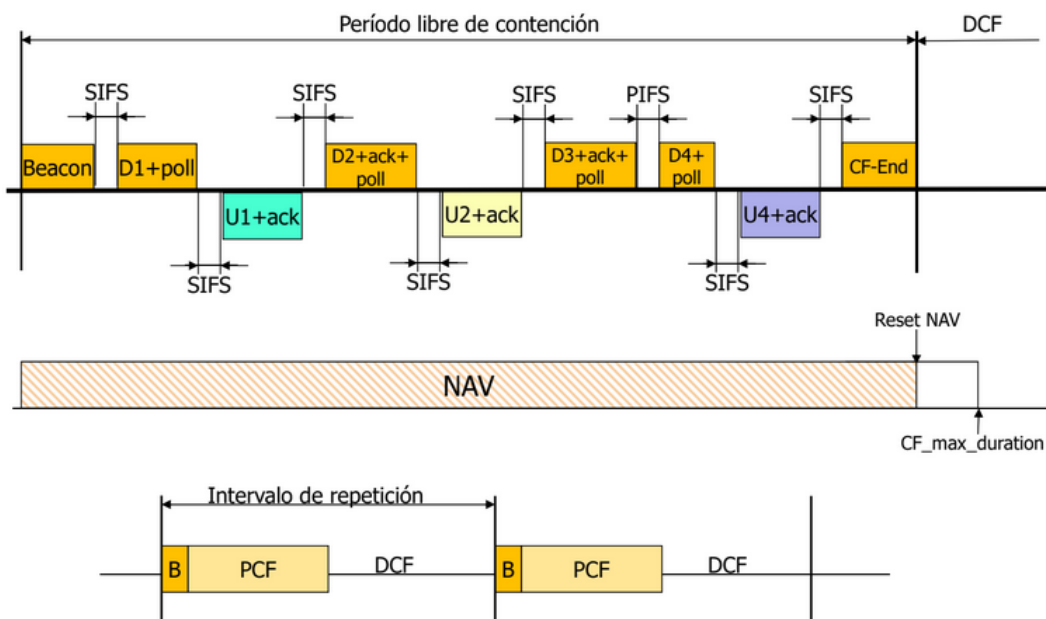 Período libre de contención
DCF
SIFS
SIFS
SIFS
PIFS
SIFS
Beacon
D1+poll
D2+ack+
poll
D3+ack+
poll
D4+
poll
CF-End
U1+ack
U2+ack
U4+ack
SIFS
SIFS
SIFS
Reset NAV
NAV
CF_max_duration
Intervalo de repetición
B
PCF
DCF
B
PCF
DCF